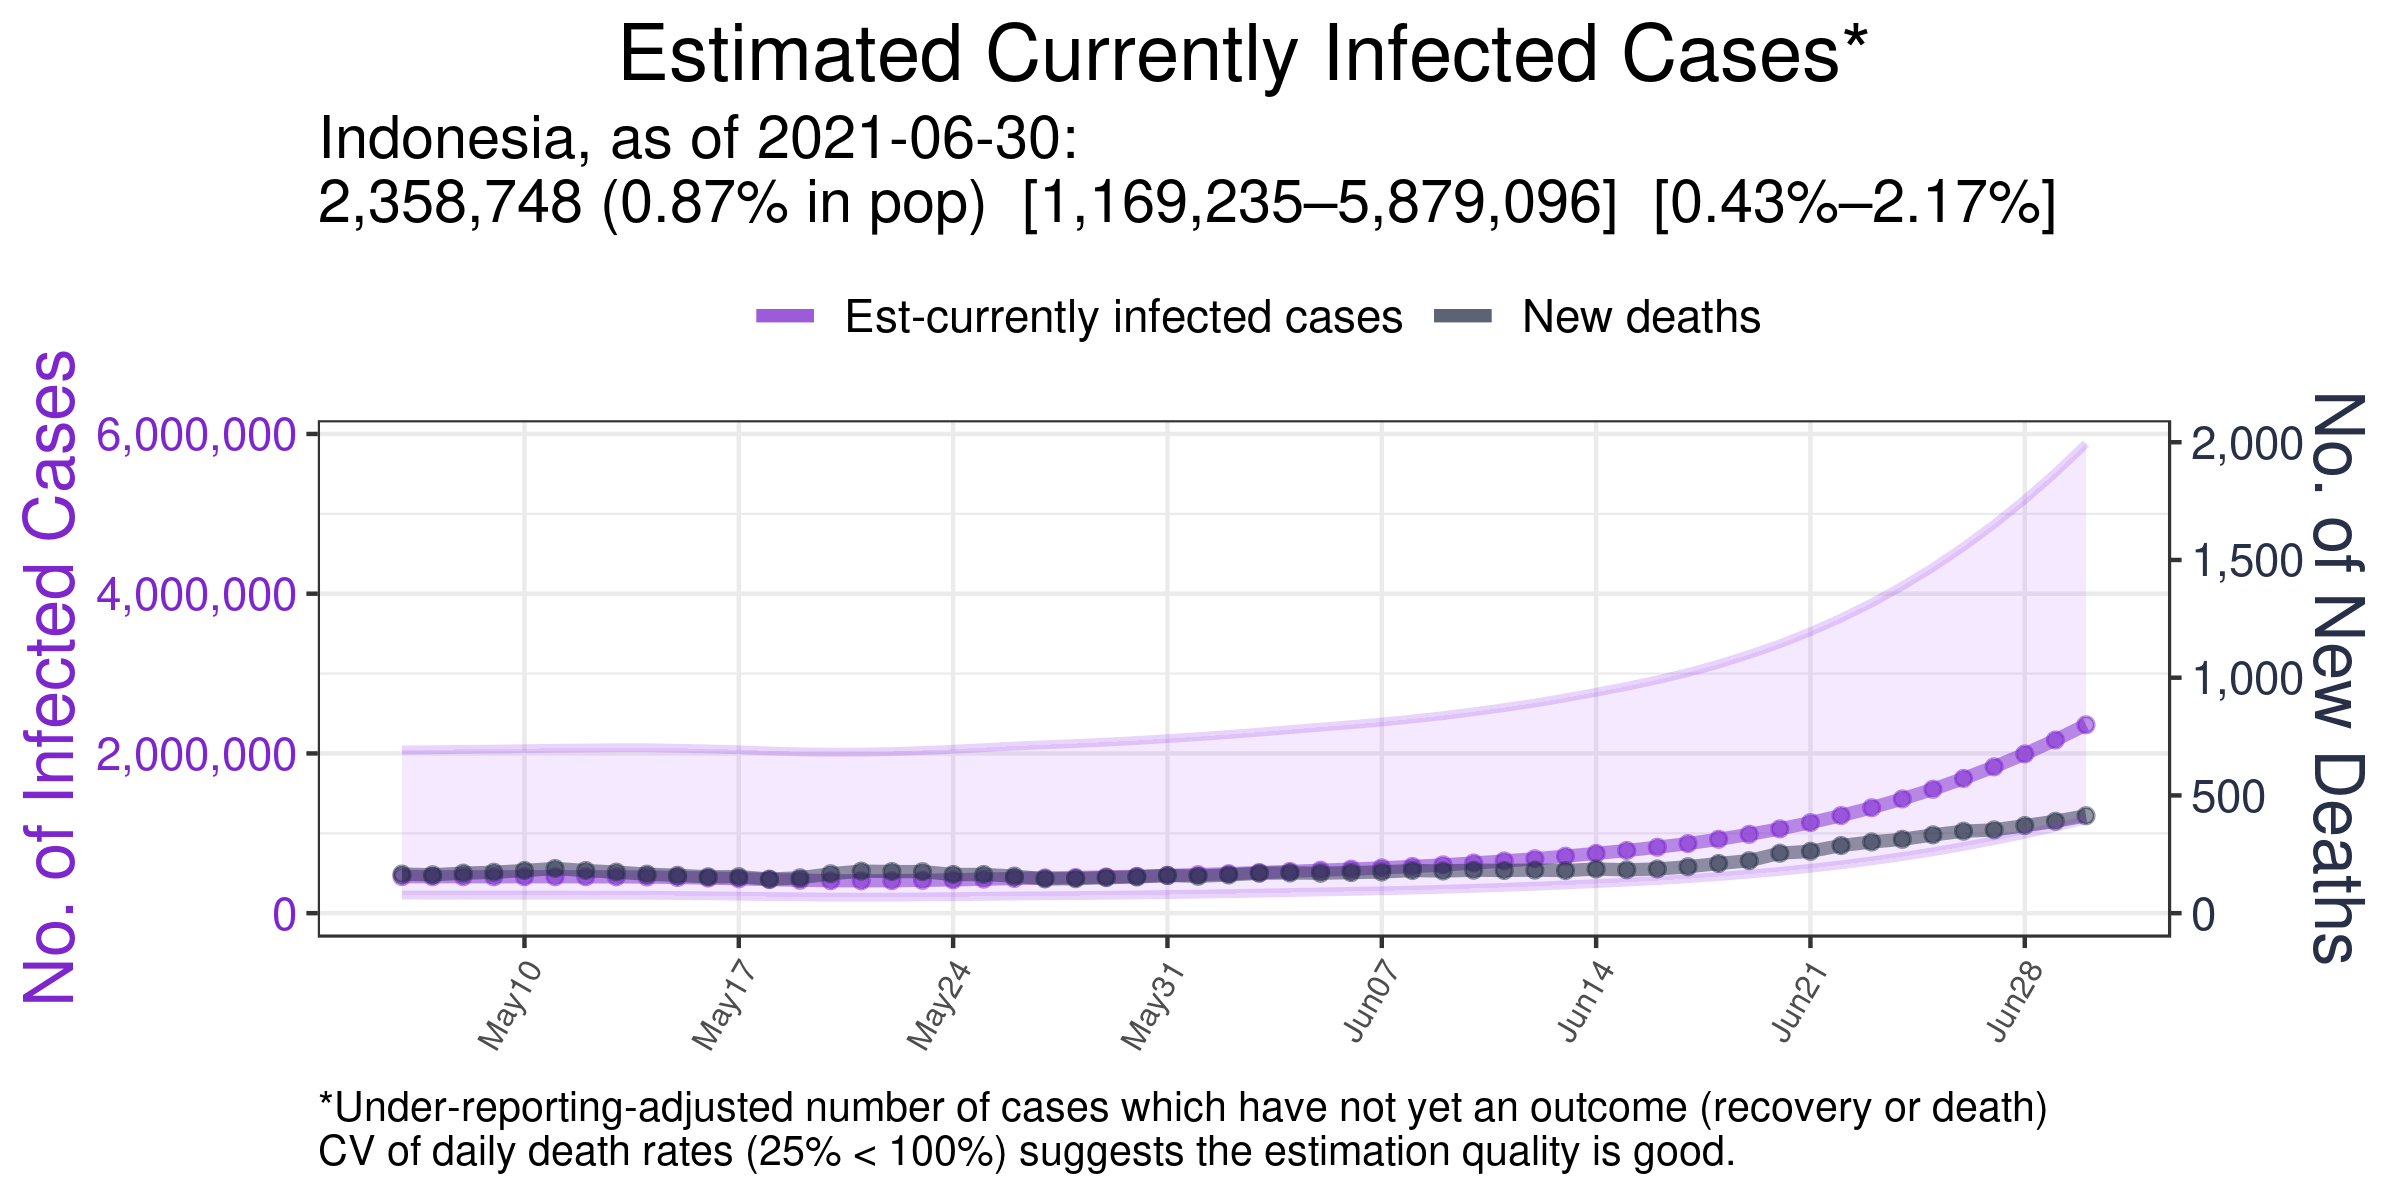 Estimated Currently Infected Cases*
Indonesia, as of 2021-06-30:
2,358,748 (0.87% in pop) [1,169,235–5,879,096] [0.43%–2.17%]
Est-currently infected cases New deaths
No. of Infected Cases
6,000,000
4,000,000
2,000,000
0
2,000
1,500
1,000
500
0
No. of New Deaths
May10 May17 May24 May31 Jun07 Jun14 Jun21 Jun28
*Under-reporting-adjusted number of cases which have not yet an outcome (recovery or death)
CV of daily death rates (25% < 100%) suggests the estimation quality is good.